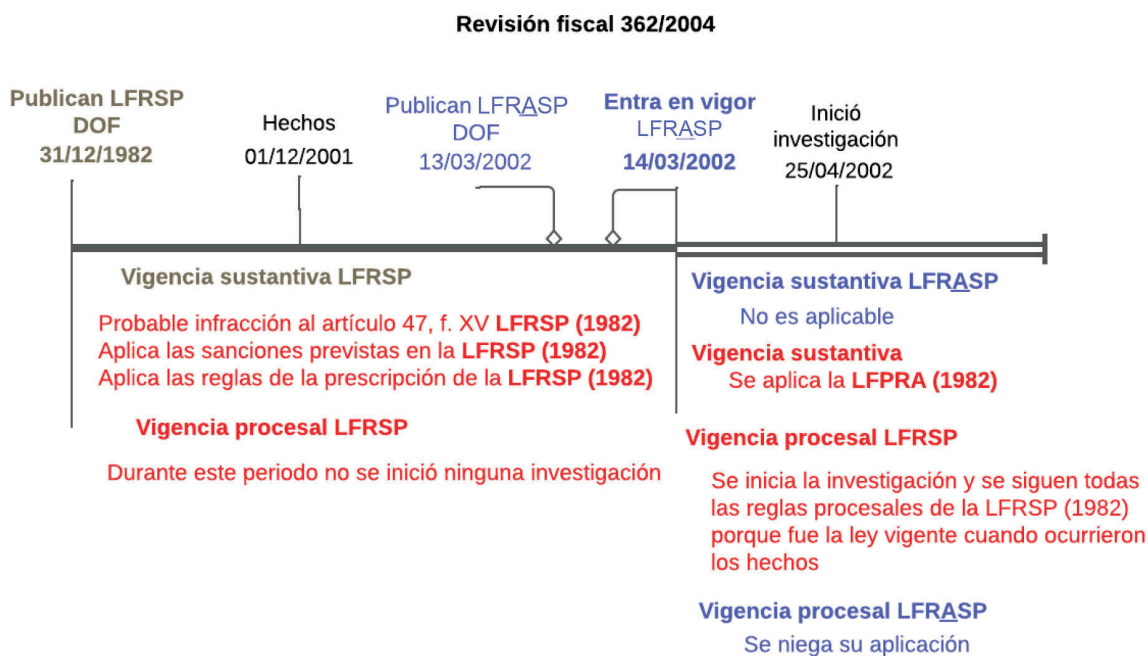 Revisión fiscal 362/2004
Publican LFRSP
DOF
31/12/1982
Hechos
01/12/2001
Publican LFRASP
DOF
13/03/2002
Entra en vigor
LFRASP
14/03/2002
Inició
investigación
25/04/2002
Vigencia sustantiva LFRSP
Probable infracción al artículo 47, f. XV LFRSP (1982)
Aplica las sanciones previstas en la LFRSP (1982)
Aplica las reglas de la prescripción de la LFRSP (1982)
Vigencia procesal LFRSP
Durante este periodo no se inició ninguna investigación
Vigencia sustantiva LFRASP
No es aplicable
Vigencia sustantiva
Se aplica la LFPRA (1982)
Vigencia procesal LFRSP
Se inicia la investigación y se siguen todas
las reglas procesales de la LFRSP (1982)
porque fue la ley vigente cuando ocurrieron
los hechos
Vigencia procesal LFRASP
Se niega su aplicación